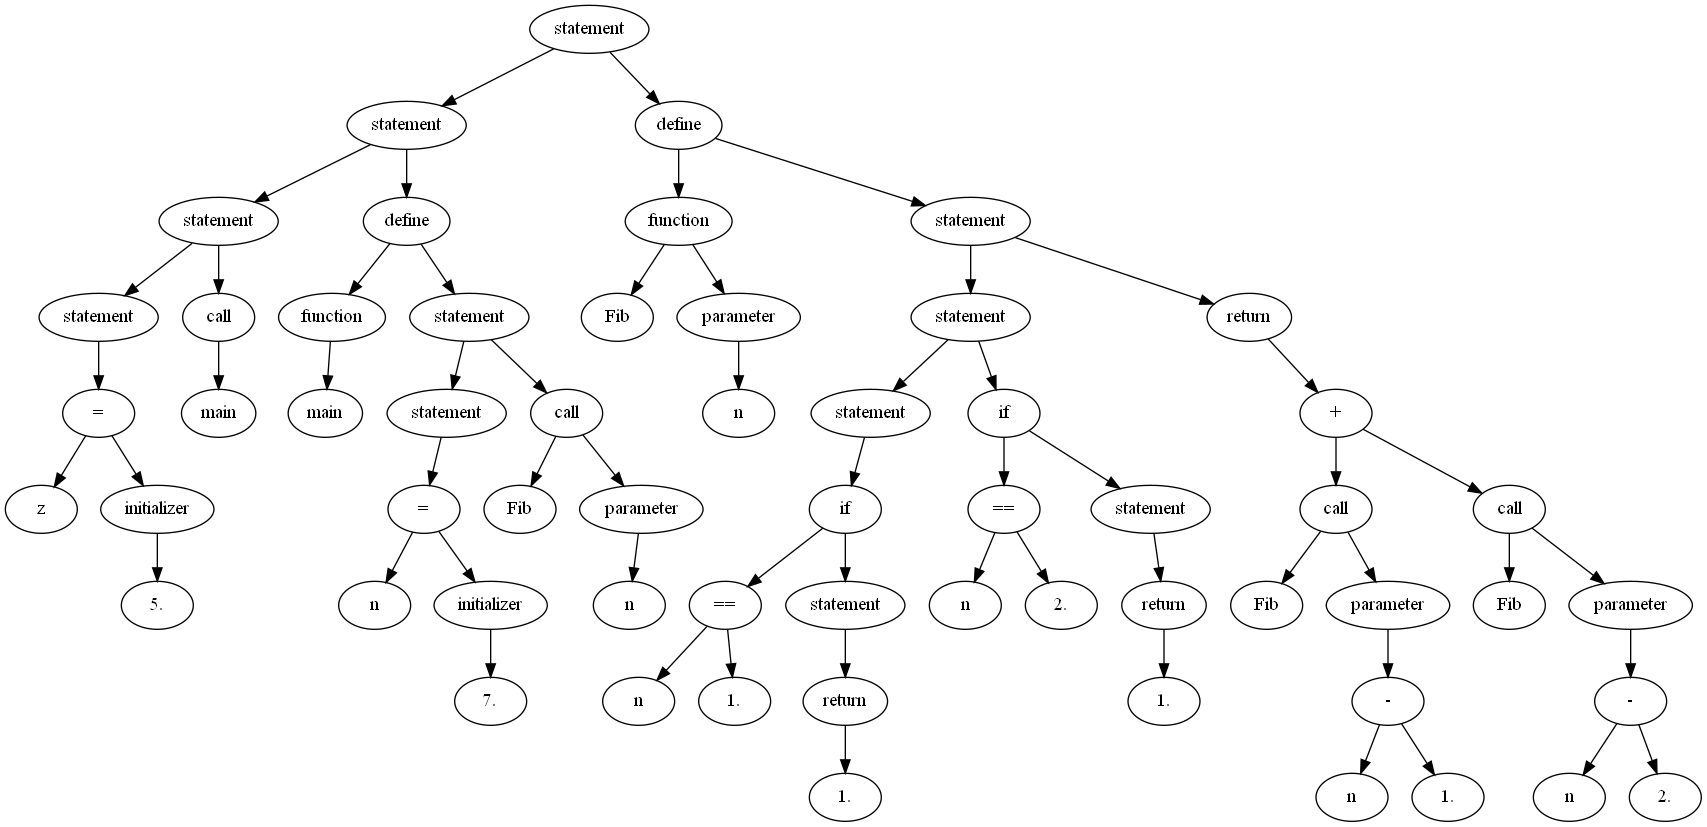 statement
statement define
statement define function statement
statement call function statement Fib parameter statement return
= main main statement call n statement if +
z initializer = Fib parameter if == statement call call
5. n initializer n == statement n 2. return Fib parameter Fib parameter
7. n 1. return 1. - -
1. n 1. n 2.